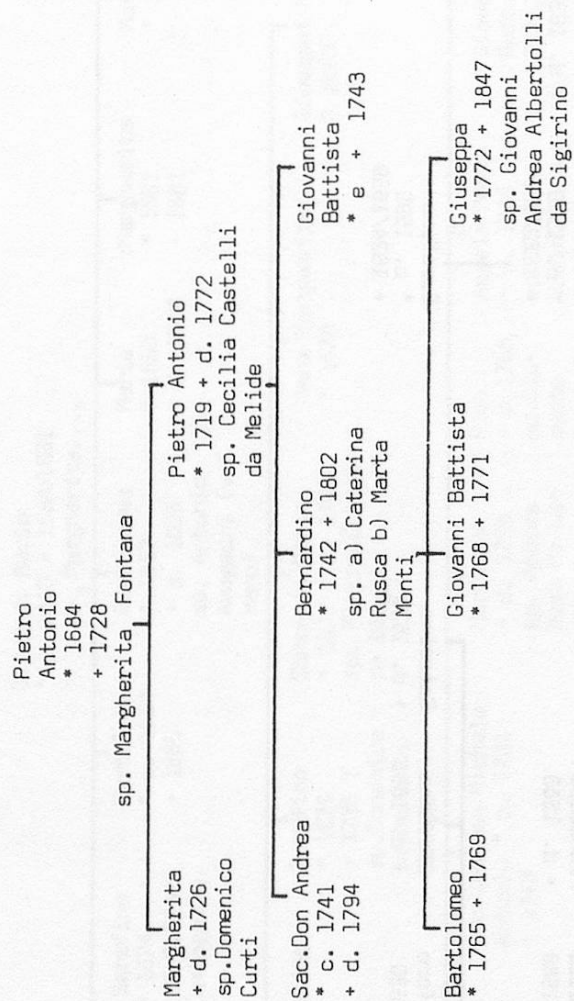 Pietro
Antonio
* 1684
+ 1728
sp. Margherita Fontana
Margherita
+ d. 1726
sp.Domenico
Curti
Pietro Antonio
* 1719 + d. 1772
sp. Cecilia Castelli
da Melide
Sac.Don Andrea
* c. 1741
+ d. 1794
Bernardino
* 1742 + 1802
sp. a) Caterina
Rusca b) Marta
Monti
Giovanni
Battista
* e + 1743
Bartolomeo
* 1765 + 1769
Giovanni Battista
* 1768 + 1771
Giuseppa
* 1772 + 1847
sp. Giovanni
Andrea Albertolli
da Sigirino